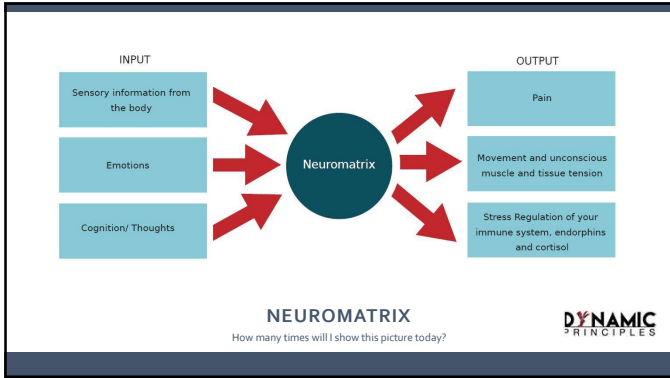 INPUT
Sensory information from
the body
Emotions
Cognition/ Thoughts
Neuromatrix
OUTPUT
Pain
Movement and unconscious
muscle and tissue tension
Stress Regulation of your
immune system, endorphins
and cortisol
NEUROMATRIX
How many times will I show this picture today?
DYNAMIC
PRINCIPLES